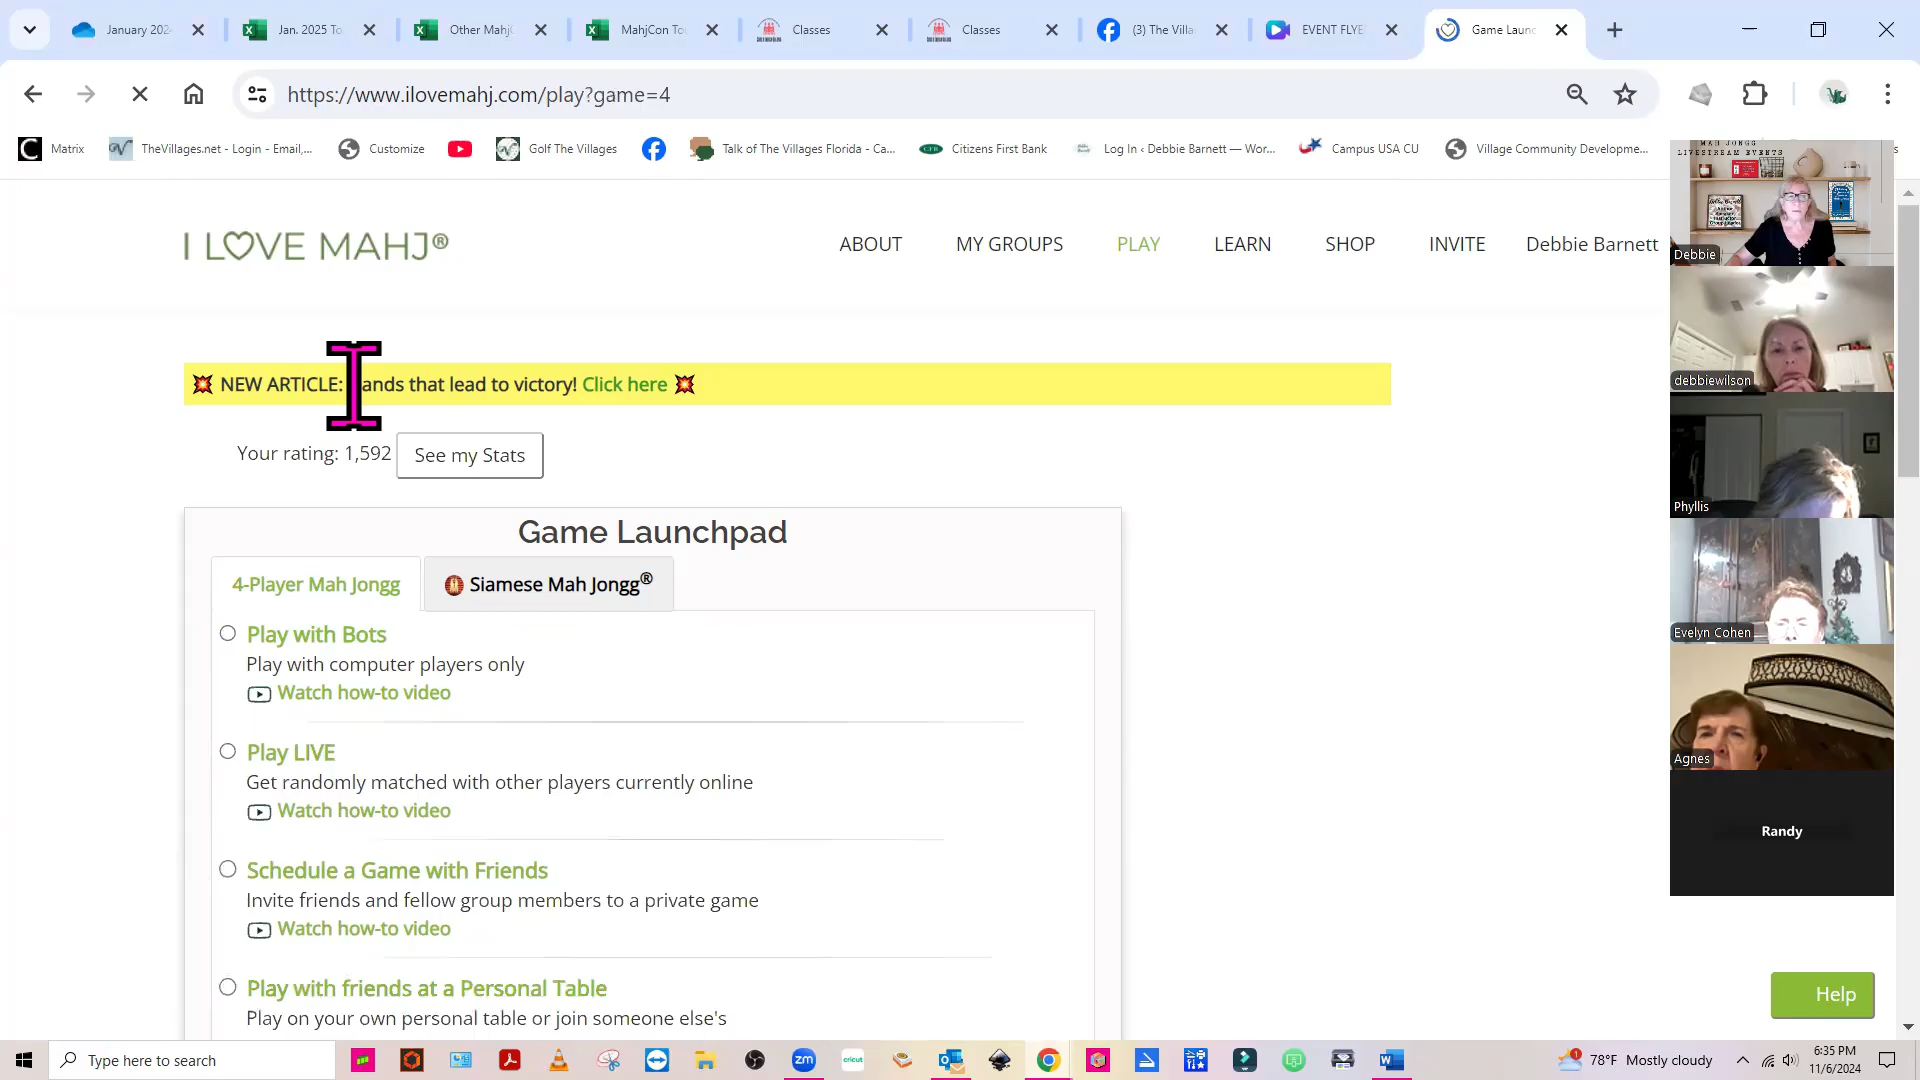 January 202
Jan. 2025 To
Other MahjC
MahjCon To
Classes
Classes
(3) The Villa
EVENT FLYE
Game Launc
https://www.ilovemahj.com/play?game=4
Matrix
TheVillages.net - Login - Email,...
Customize
Golf The Villages
Talk of The Villages Florida - Ca...
Citizens First Bank
Log In ‹ Debbie Barnett — Wor...
Campus USA CU
Village Community Developme...
I LOVE MAHJ®
ABOUT
MY GROUPS
PLAY
LEARN
SHOP
INVITE
Debbie Barnett
NEW ARTICLE: ands that lead to victory! Click here
Your rating: 1,592
See my Stats
Game Launchpad
4-Player Mah Jongg
Siamese Mah Jongg®
Play with Bots
Play with computer players only
Watch how-to video
Play LIVE
Get randomly matched with other players currently online
Watch how-to video
Schedule a Game with Friends
Invite friends and fellow group members to a private game
Watch how-to video
Play with friends at a Personal Table
Play on your own personal table or join someone else's
MAH JONGG
LIVESTREAM EVENTS
Debbie
debbiewilson
Phyllis
Evelyn Cohen
Agnes
Randy
Help
Type here to search
zm
cricut
78°F Mostly cloudy
6:35 PM
11/6/2024